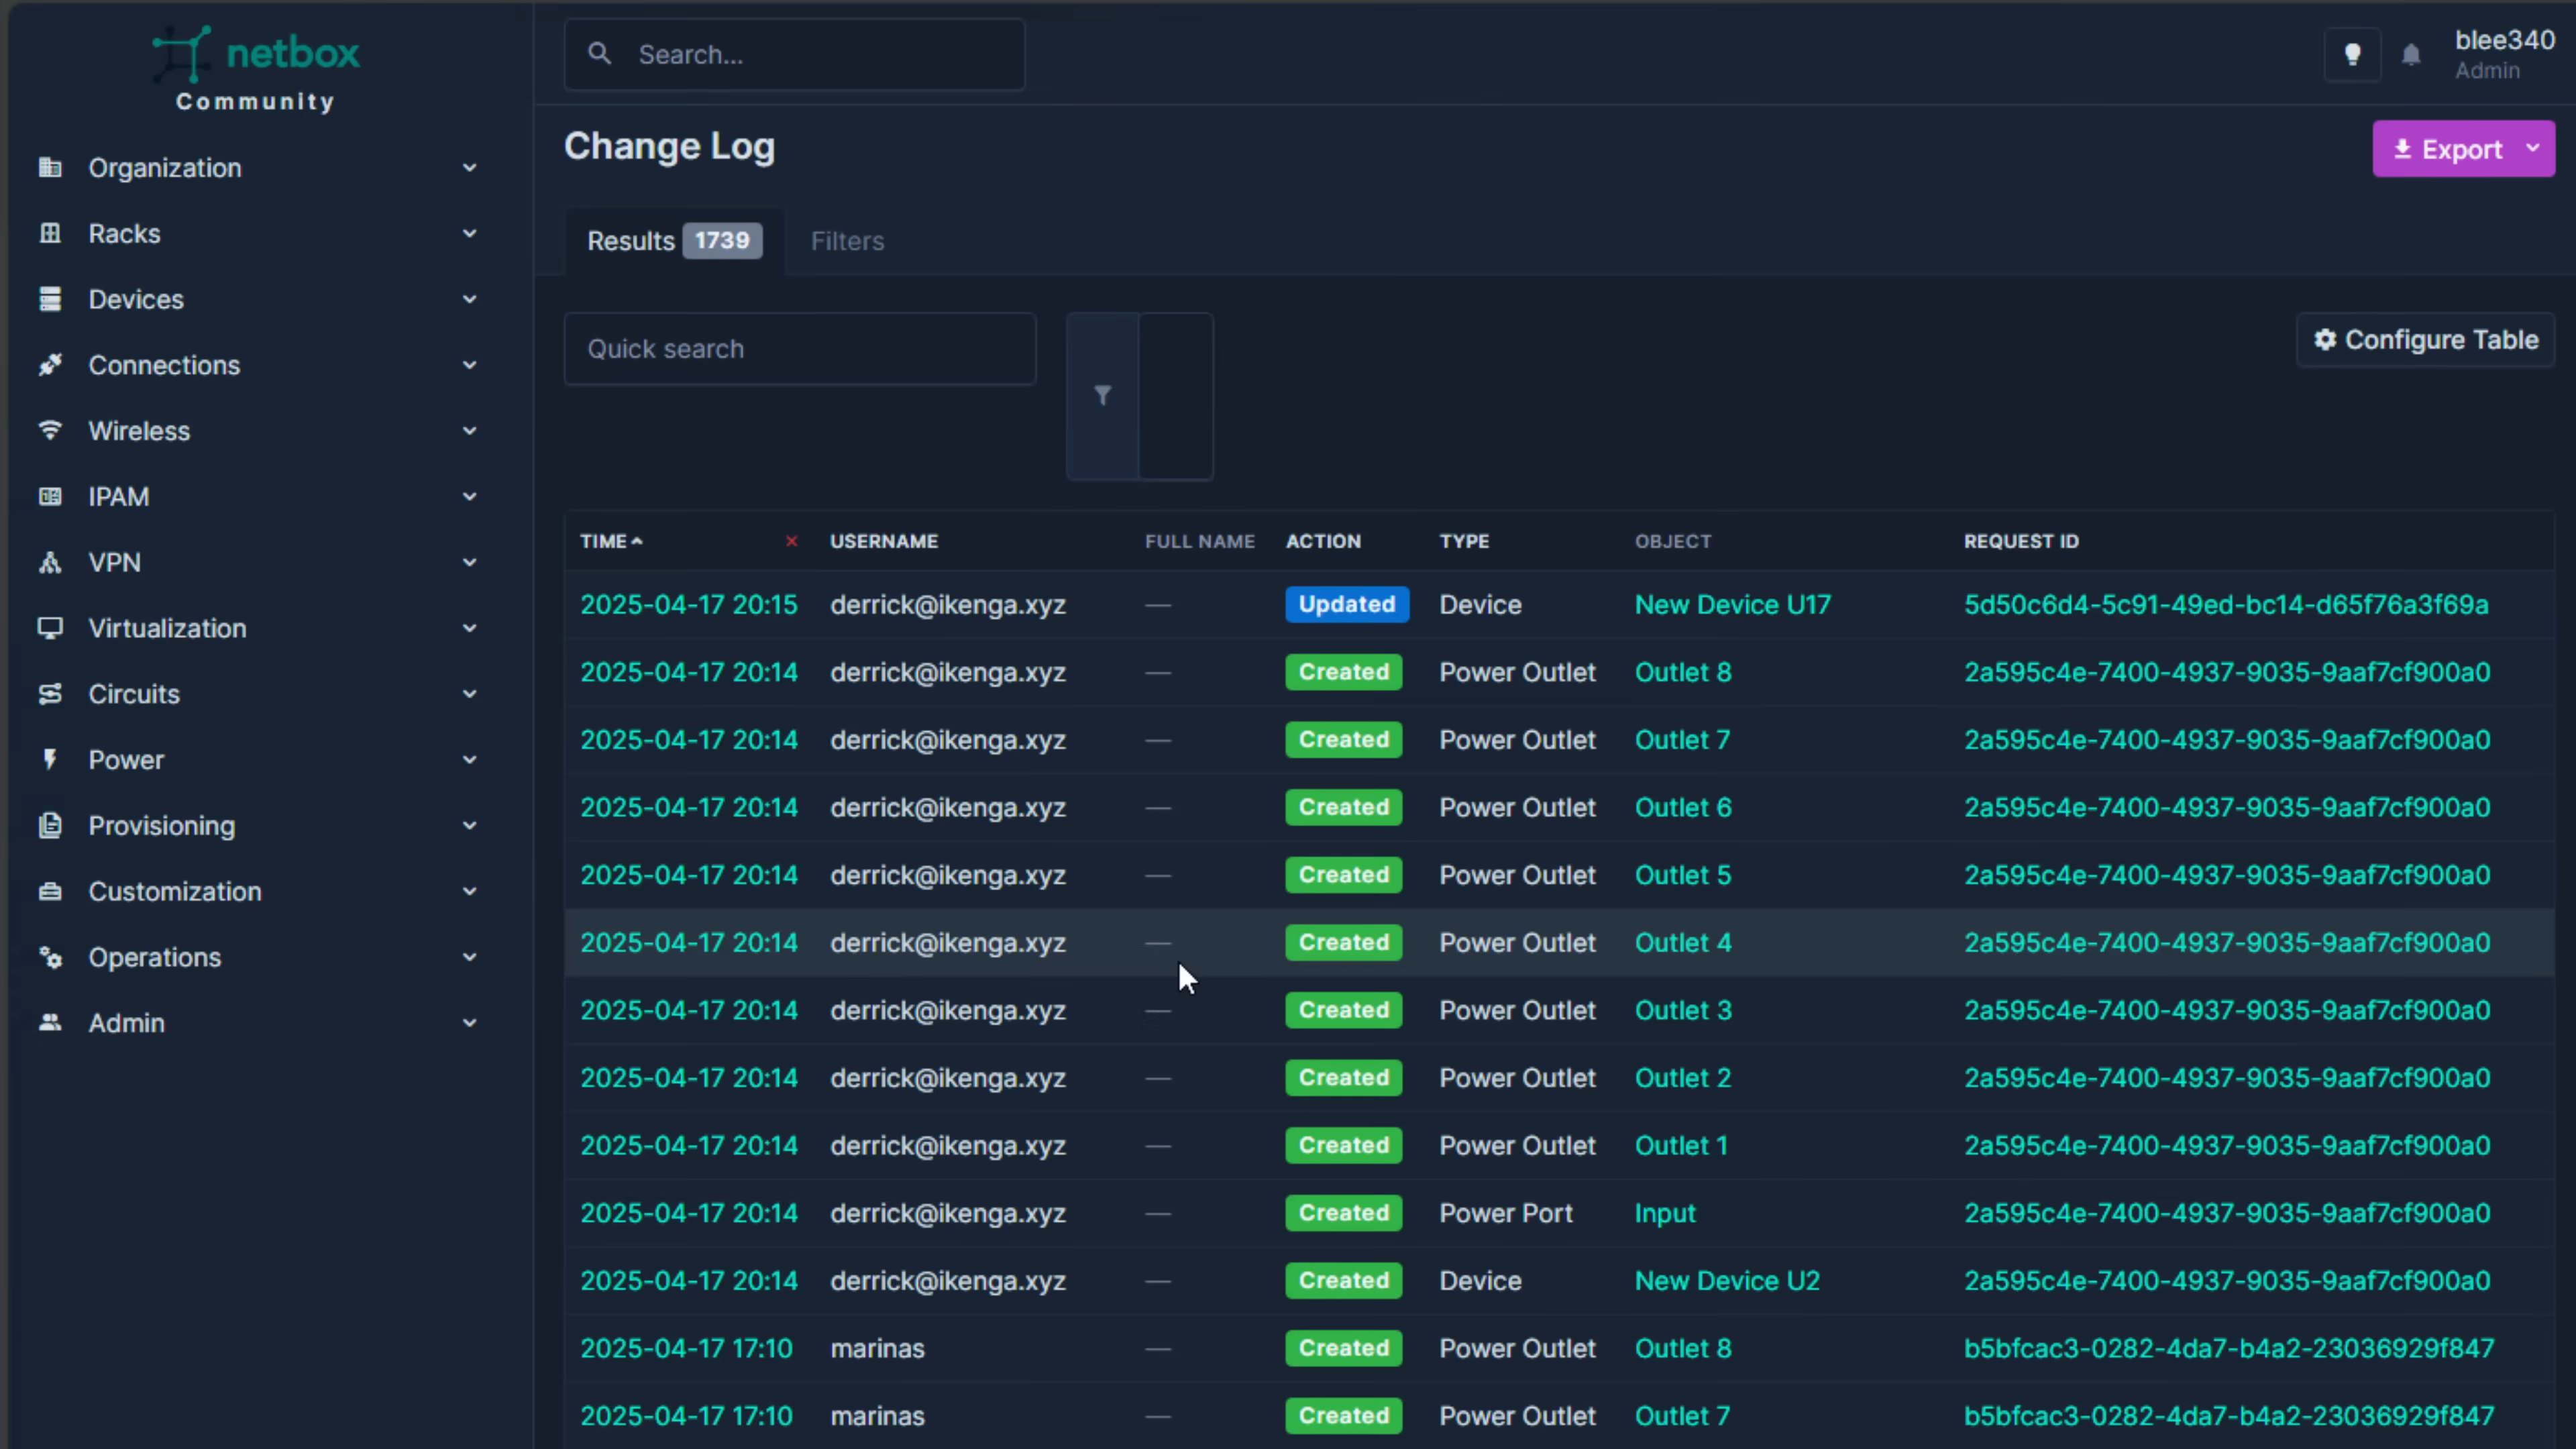 netbox
Community
Search...
blee340
Admin
Organization
Racks
Devices
Connections
Wireless
IPAM
VPN
Virtualization
Circuits
Power
Provisioning
Customization
Operations
Admin
Change Log
Export
Results 1739 Filters
Quick search
Configure Table
TIME USERNAME FULL NAME ACTION TYPE OBJECT REQUEST ID
2025-04-17 20:15 derrick@ikenga.xyz — Updated Device New Device U17 5d50c6d4-5c91-49ed-bc14-d65f76a3f69a
2025-04-17 20:14 derrick@ikenga.xyz — Created Power Outlet Outlet 8 2a595c4e-7400-4937-9035-9aaf7cf900a0
2025-04-17 20:14 derrick@ikenga.xyz — Created Power Outlet Outlet 7 2a595c4e-7400-4937-9035-9aaf7cf900a0
2025-04-17 20:14 derrick@ikenga.xyz — Created Power Outlet Outlet 6 2a595c4e-7400-4937-9035-9aaf7cf900a0
2025-04-17 20:14 derrick@ikenga.xyz — Created Power Outlet Outlet 5 2a595c4e-7400-4937-9035-9aaf7cf900a0
2025-04-17 20:14 derrick@ikenga.xyz — Created Power Outlet Outlet 4 2a595c4e-7400-4937-9035-9aaf7cf900a0
2025-04-17 20:14 derrick@ikenga.xyz — Created Power Outlet Outlet 3 2a595c4e-7400-4937-9035-9aaf7cf900a0
2025-04-17 20:14 derrick@ikenga.xyz — Created Power Outlet Outlet 2 2a595c4e-7400-4937-9035-9aaf7cf900a0
2025-04-17 20:14 derrick@ikenga.xyz — Created Power Outlet Outlet 1 2a595c4e-7400-4937-9035-9aaf7cf900a0
2025-04-17 20:14 derrick@ikenga.xyz — Created Power Port Input 2a595c4e-7400-4937-9035-9aaf7cf900a0
2025-04-17 20:14 derrick@ikenga.xyz — Created Device New Device U2 2a595c4e-7400-4937-9035-9aaf7cf900a0
2025-04-17 17:10 marinas — Created Power Outlet Outlet 8 b5bfcac3-0282-4da7-b4a2-23036929f847
2025-04-17 17:10 marinas — Created Power Outlet Outlet 7 b5bfcac3-0282-4da7-b4a2-23036929f847